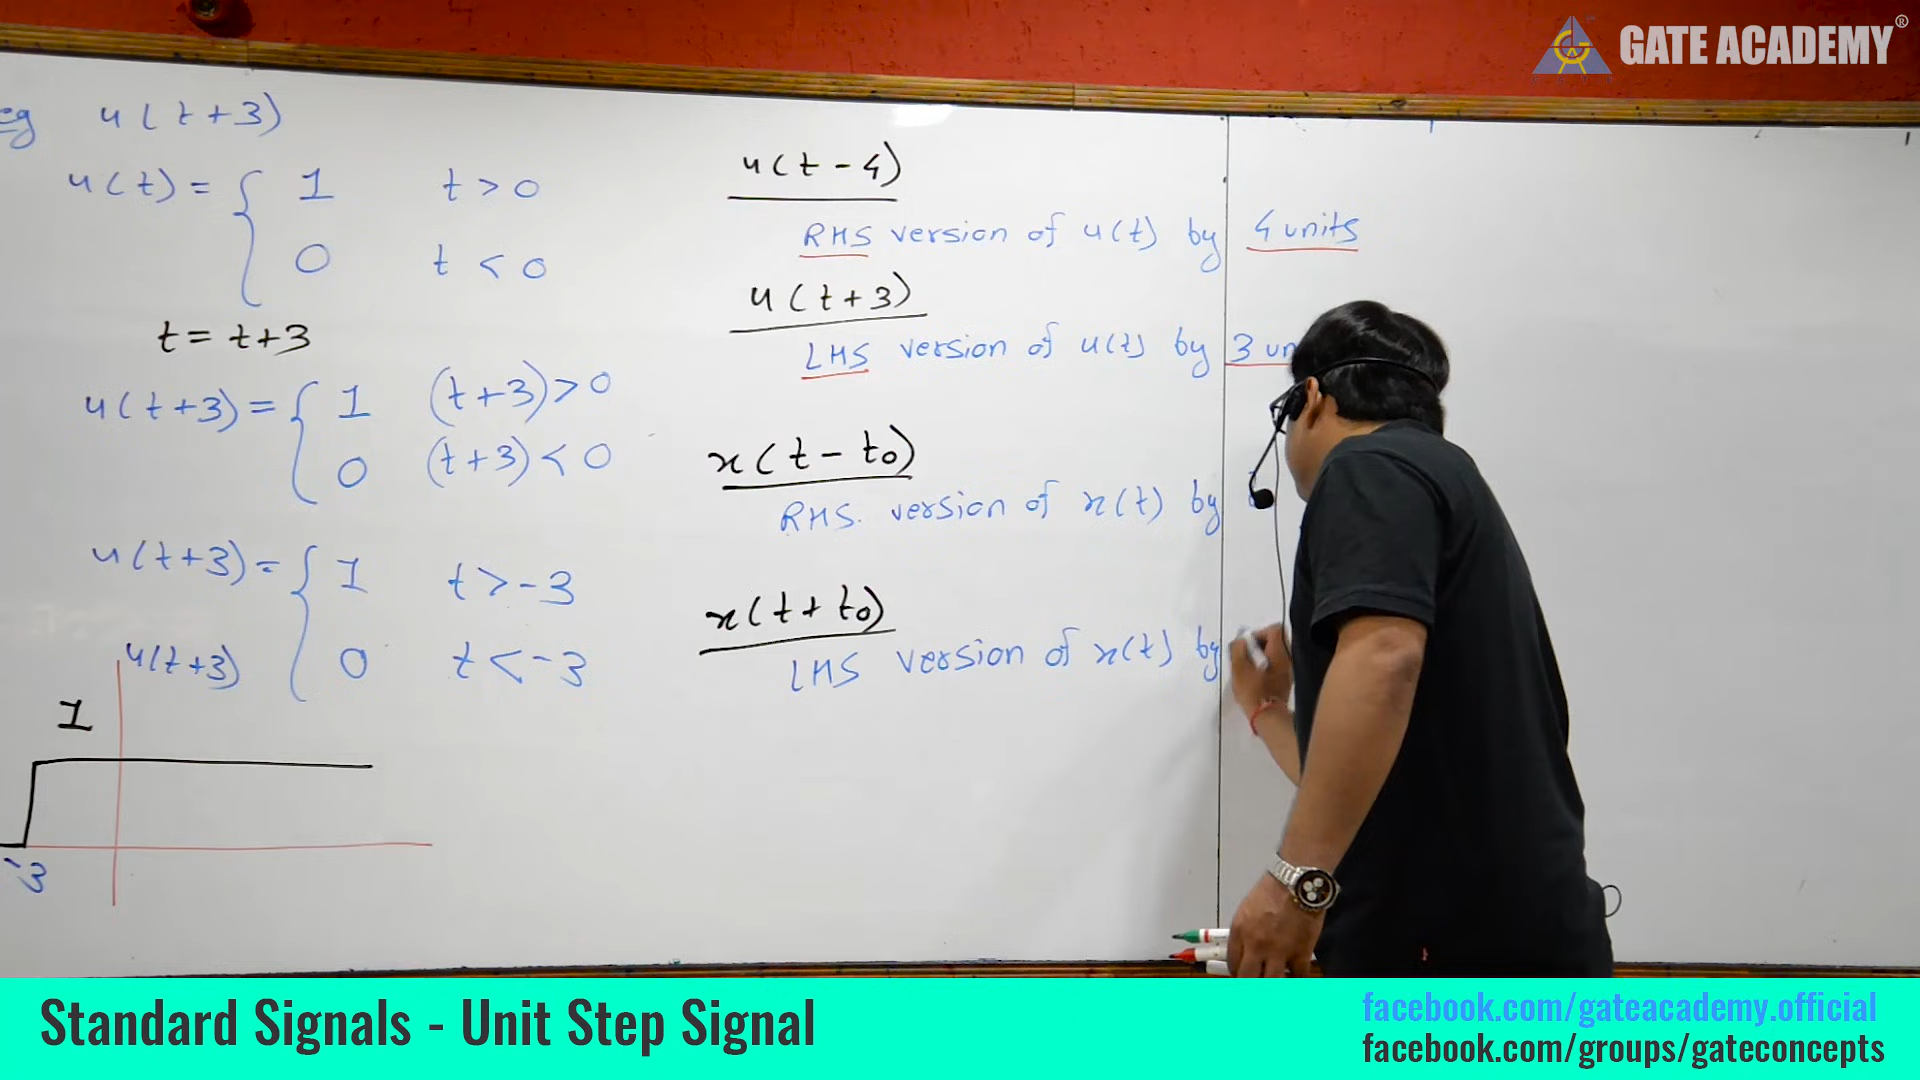 GATE ACADEMY®
eg u(t+3)
u(t) = { 1 t > 0
0 t < 0
t = t+3
u(t+3) = { 1 (t+3) > 0
0 (t+3) < 0
u(t+3) = { 1 t > -3
0 t < -3
u(t+3)
1
-3
u(t-4)
RHS version of u(t) by 4 units
u(t+3)
LHS version of u(t) by 3
x(t-t0)
RHS. version of x(t) by
x(t+t0)
LHS version of x(t) by
Standard Signals - Unit Step Signal
facebook.com/gateacademy.official
facebook.com/groups/gateconcepts